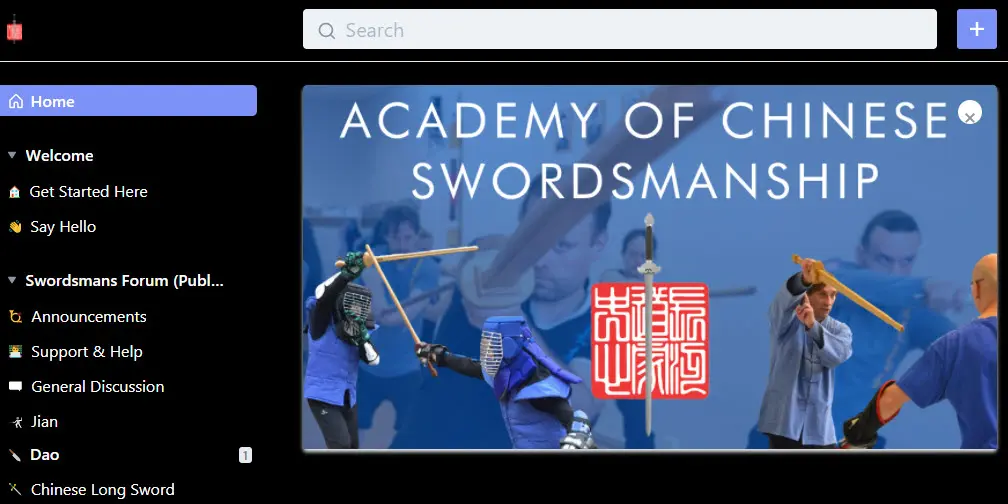 Search
+
Home
Welcome
Get Started Here
Say Hello
Swordsmans Forum (Publ...
Announcements
Support & Help
General Discussion
Jian
Dao 1
Chinese Long Sword
ACADEMY OF CHINESE
SWORDSMANSHIP